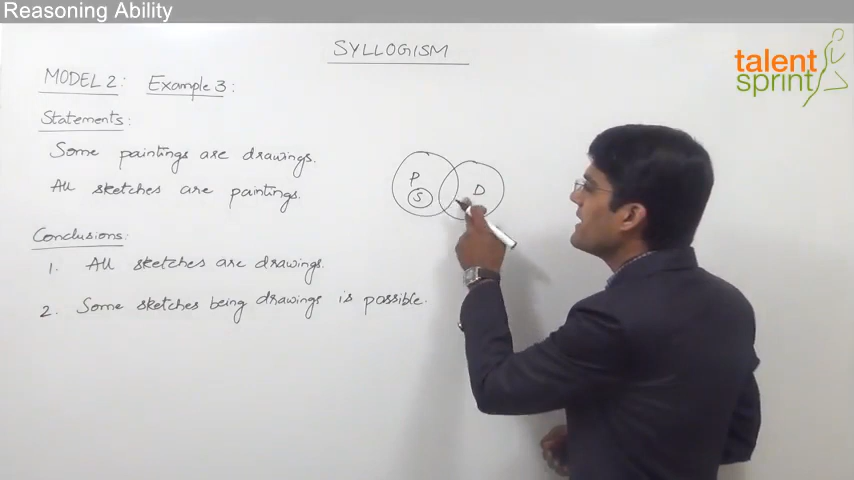 Reasoning Ability
SYLLOGISM
talent
sprint
MODEL 2: Example 3:
Statements:
Some paintings are drawings.
All sketches are paintings.
P
S
D
Conclusions:
1. All sketches are drawings.
2. Some sketches being drawings is possible.